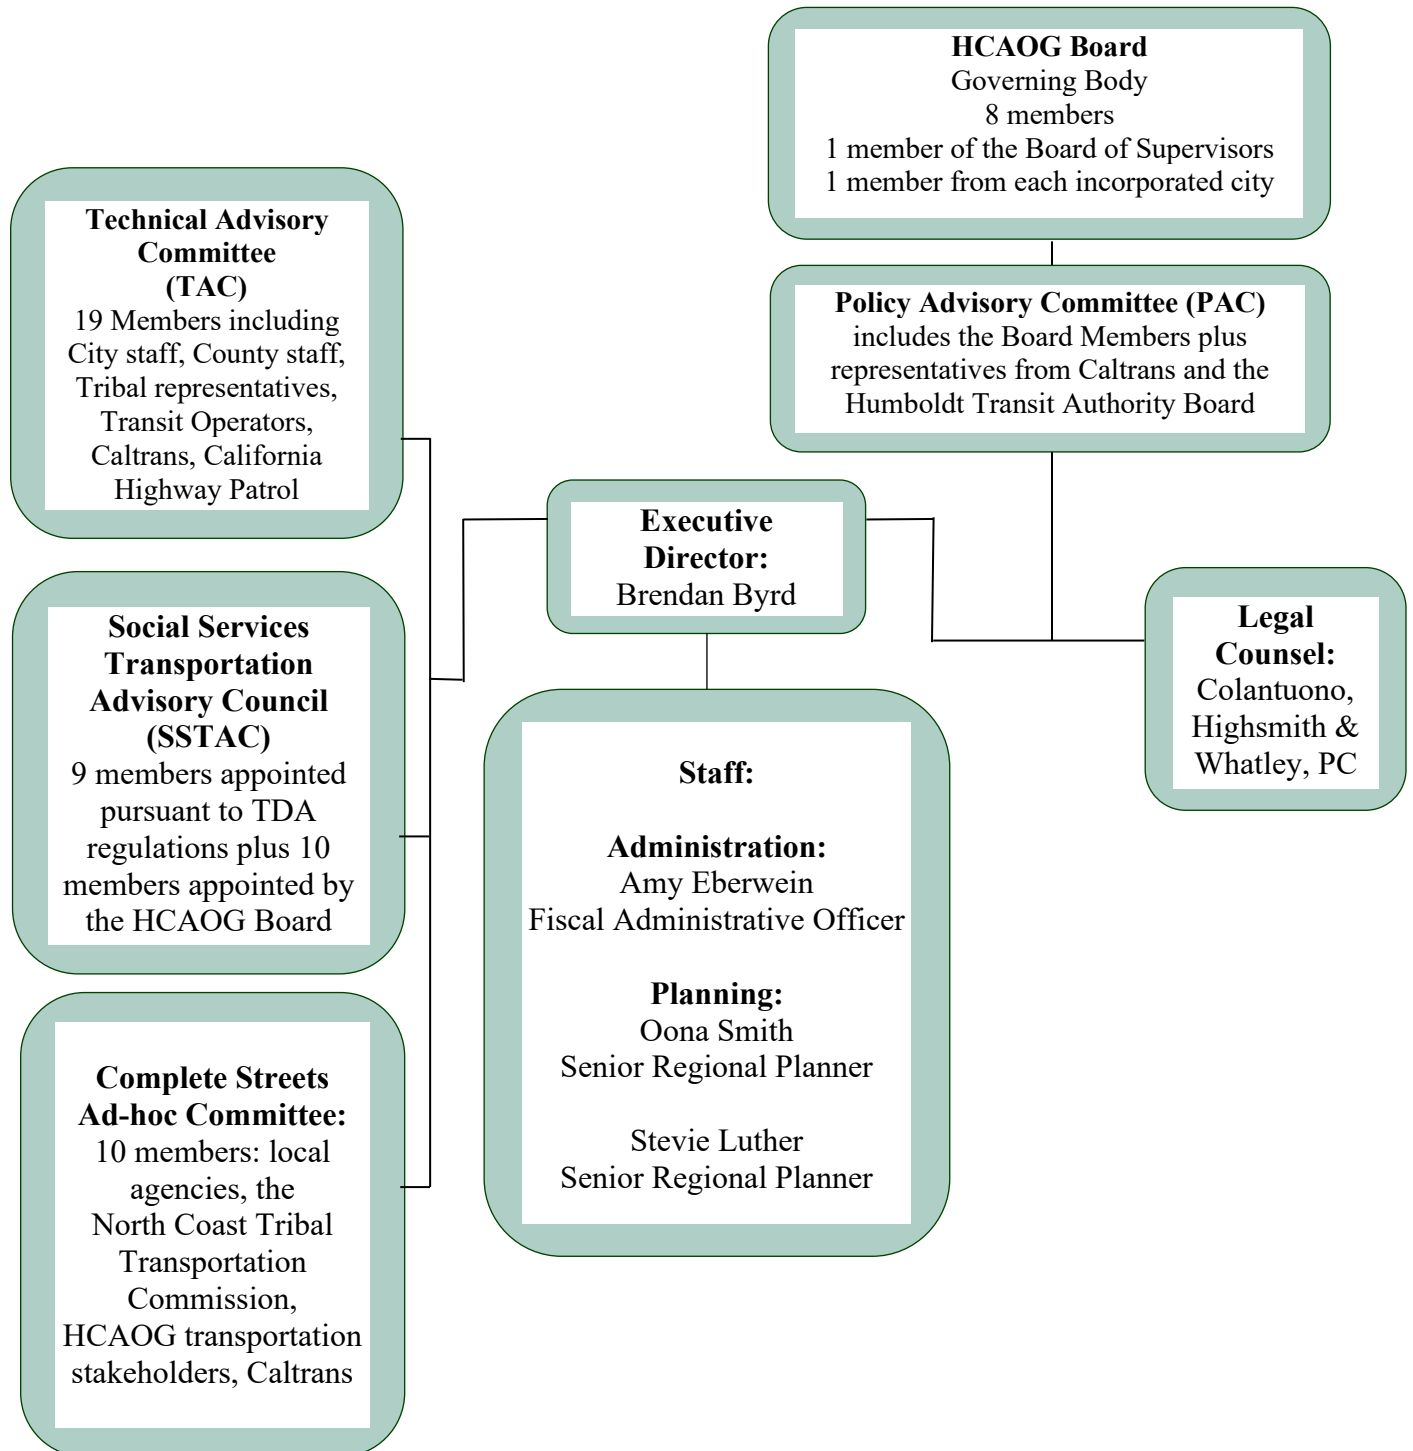 HCAOG Board
Governing Body
8 members
1 member of the Board of Supervisors
1 member from each incorporated city
Technical Advisory
Committee
(TAC)
19 Members including
City staff, County staff,
Tribal representatives,
Transit Operators,
Caltrans, California
Highway Patrol
Policy Advisory Committee (PAC)
includes the Board Members plus
representatives from Caltrans and the
Humboldt Transit Authority Board
Executive
Director:
Brendan Byrd
Social Services
Transportation
Advisory Council
(SSTAC)
9 members appointed
pursuant to TDA
regulations plus 10
members appointed by
the HCAOG Board
Legal
Counsel:
Colantuono,
Highsmith &
Whatley, PC
Staff:
Administration:
Amy Eberwein
Fiscal Administrative Officer
Planning:
Oona Smith
Senior Regional Planner
Stevie Luther
Senior Regional Planner
Complete Streets
Ad-hoc Committee:
10 members: local
agencies, the
North Coast Tribal
Transportation
Commission,
HCAOG transportation
stakeholders, Caltrans